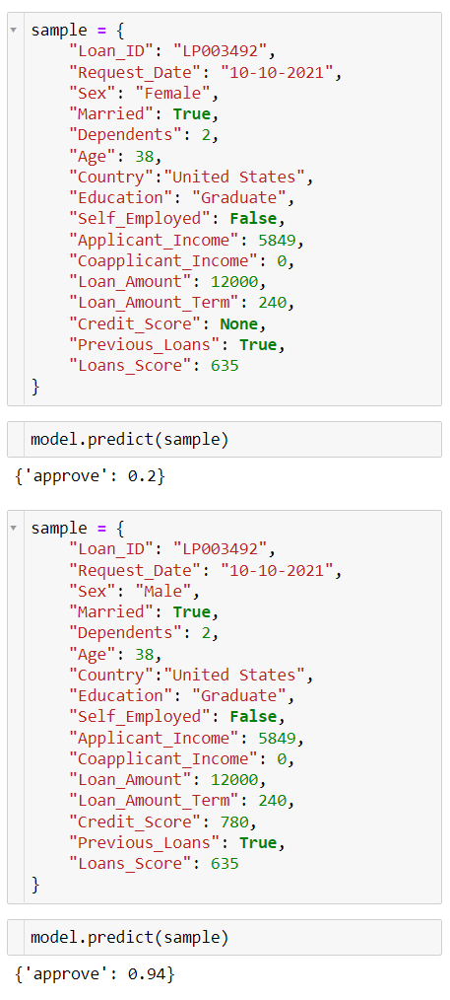 sample = {
"Loan_ID": "LP003492",
"Request_Date": "10-10-2021",
"Sex": "Female",
"Married": True,
"Dependents": 2,
"Age": 38,
"Country":"United States",
"Education": "Graduate",
"Self_Employed": False,
"Applicant_Income": 5849,
"Coapplicant_Income": 0,
"Loan_Amount": 12000,
"Loan_Amount_Term": 240,
"Credit_Score": None,
"Previous_Loans": True,
"Loans_Score": 635
}
model.predict(sample)
{'approve': 0.2}
sample = {
"Loan_ID": "LP003492",
"Request_Date": "10-10-2021",
"Sex": "Male",
"Married": True,
"Dependents": 2,
"Age": 38,
"Country":"United States",
"Education": "Graduate",
"Self_Employed": False,
"Applicant_Income": 5849,
"Coapplicant_Income": 0,
"Loan_Amount": 12000,
"Loan_Amount_Term": 240,
"Credit_Score": 780,
"Previous_Loans": True,
"Loans_Score": 635
}
model.predict(sample)
{'approve': 0.94}